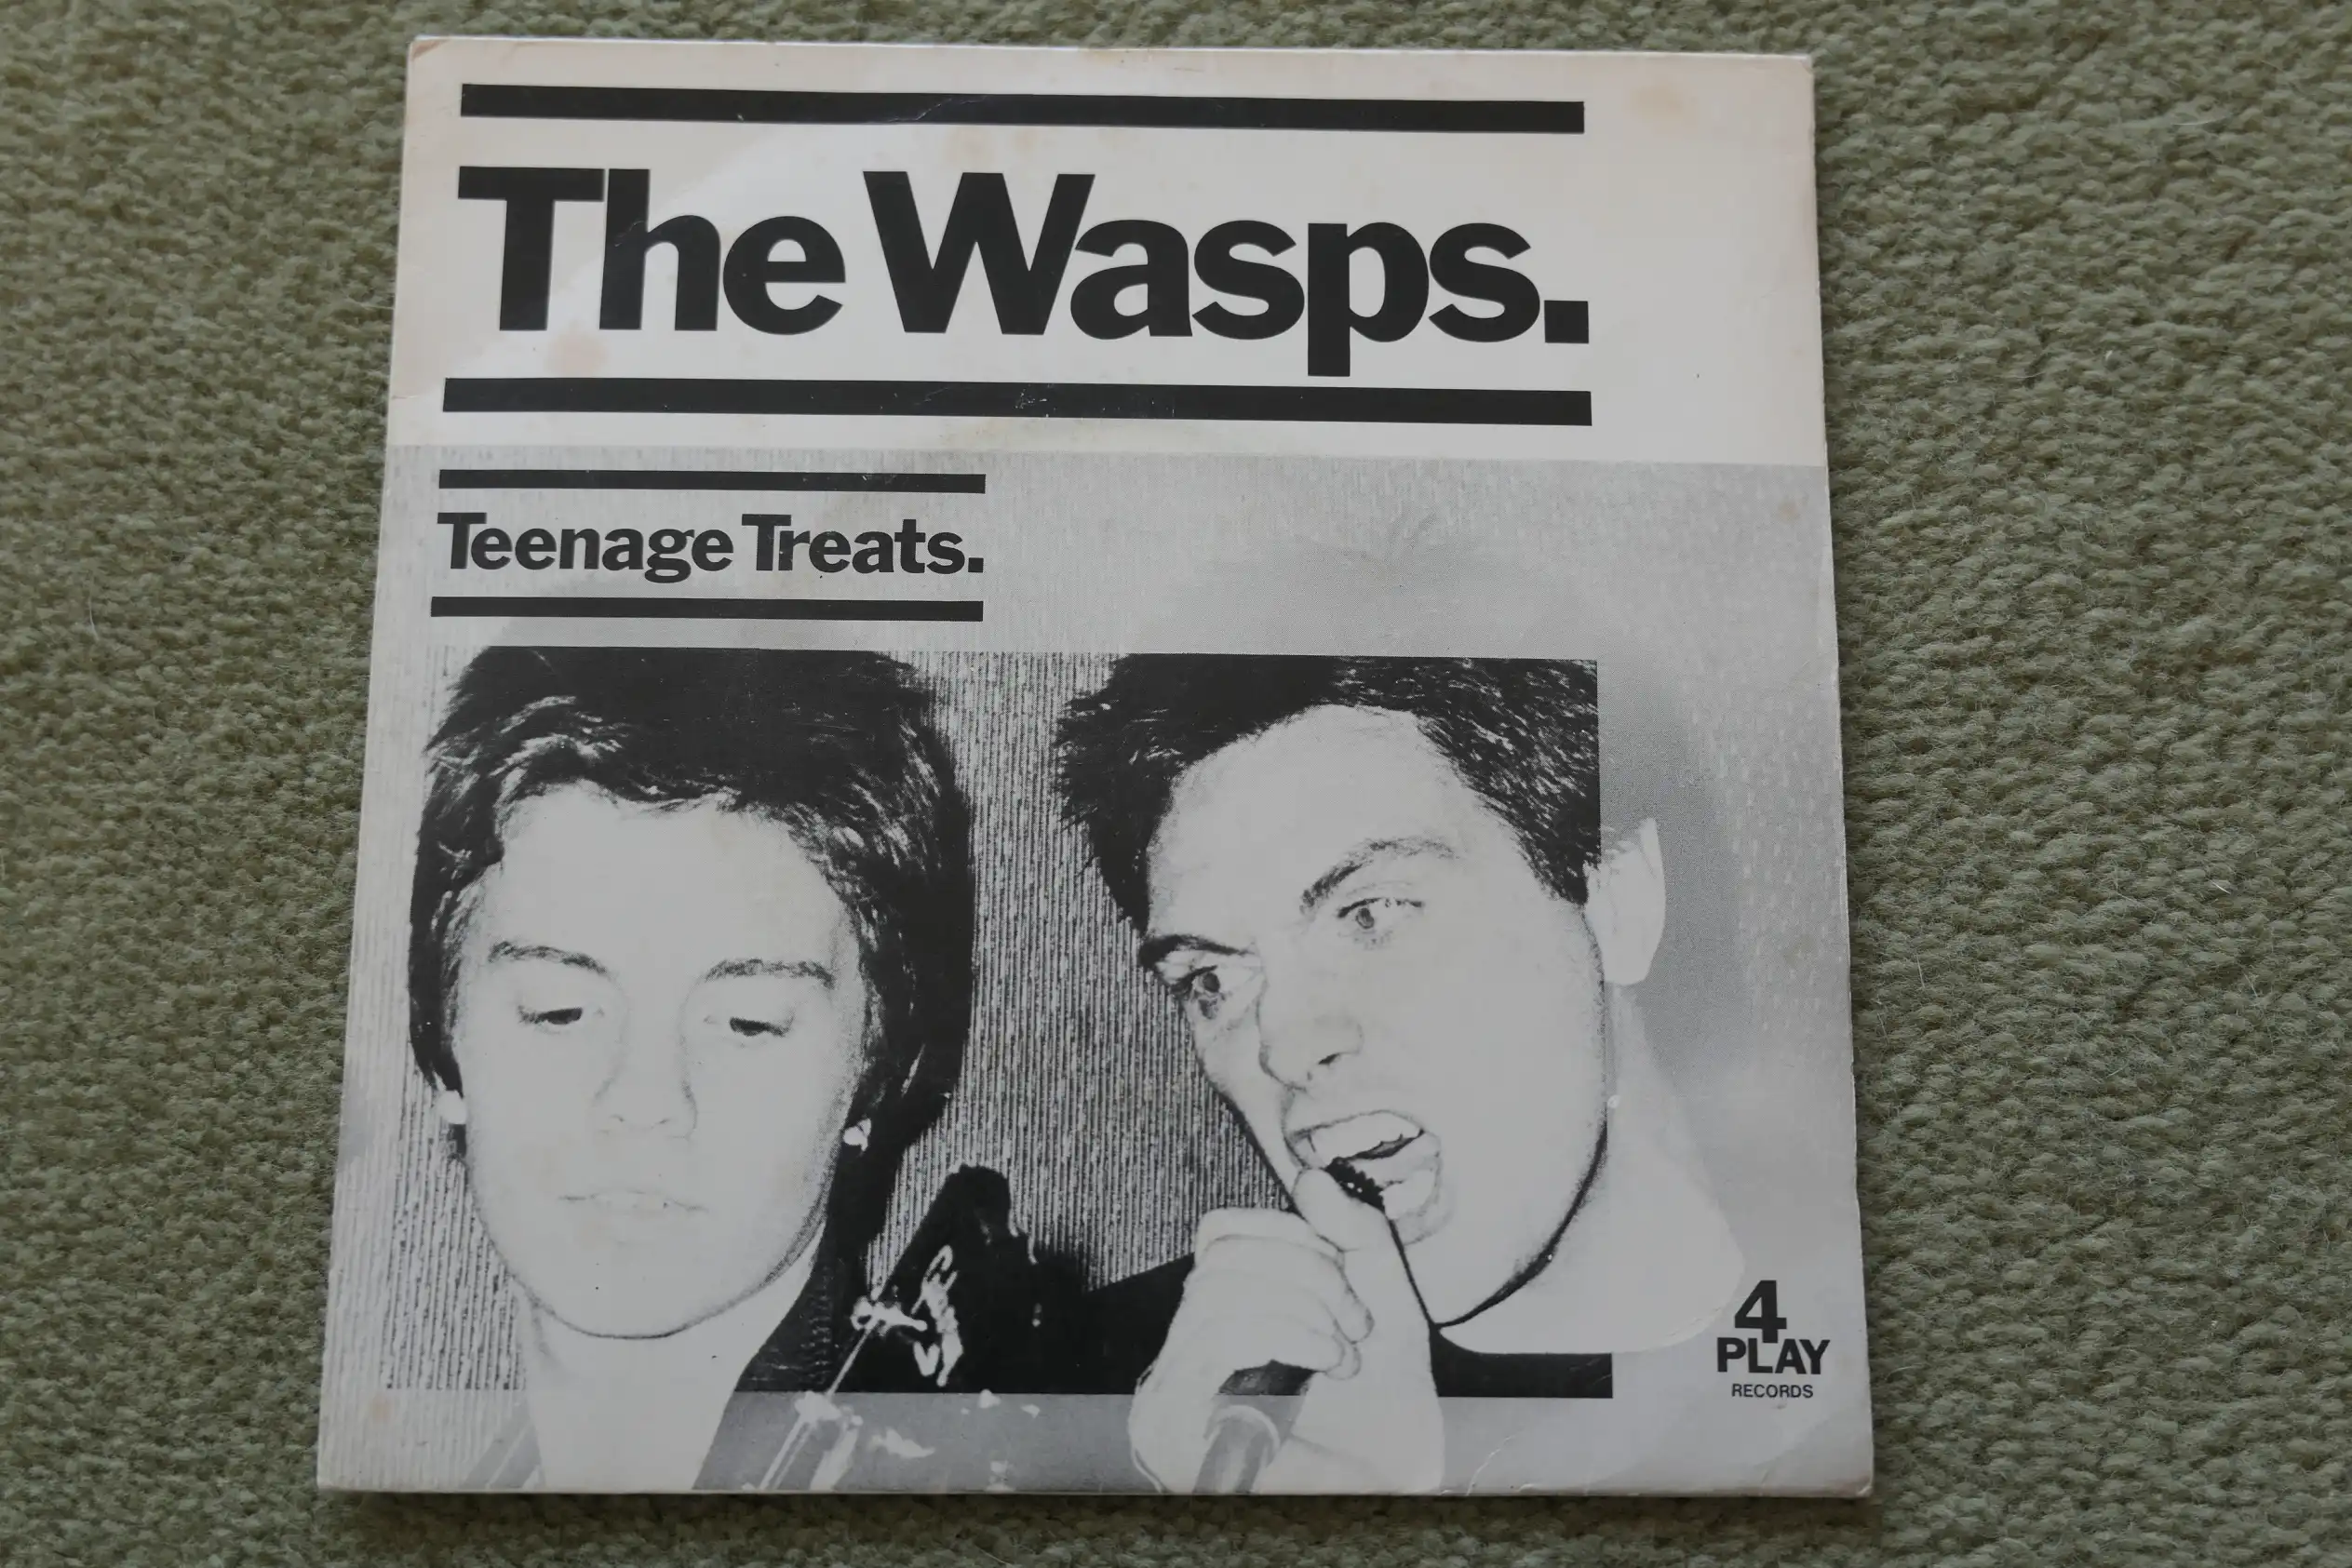 The Wasps.
Teenage Treats.
4
PLAY
RECORDS